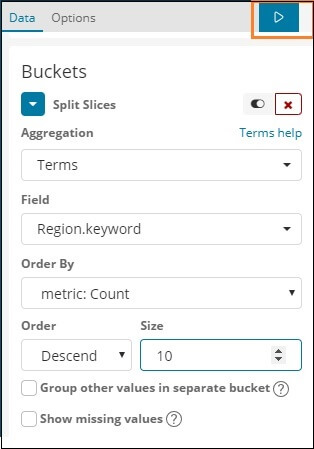 Data Options
Buckets
Split Slices
Aggregation Terms help
Terms
Field
Region.keyword
Order By
metric: Count
Order Size
Descend 10
Group other values in separate bucket ?
Show missing values ?